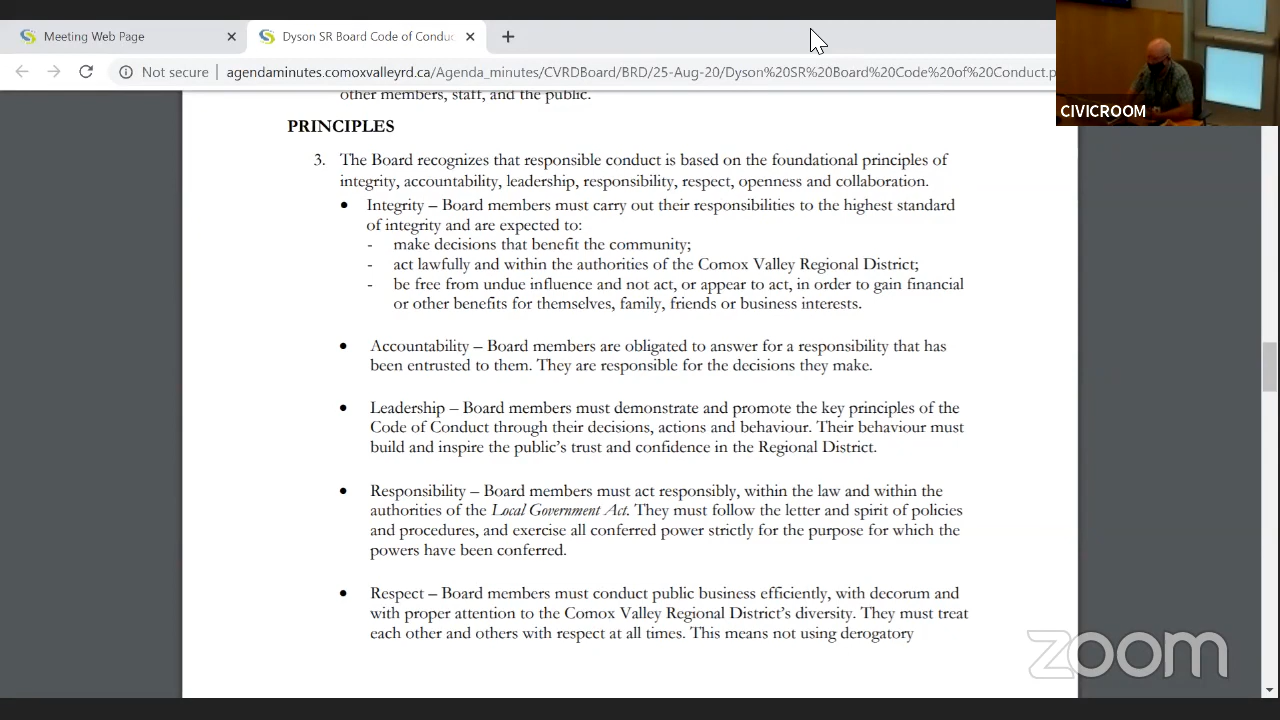 Meeting Web Page
Dyson SR Board Code of Conduc
Not secure
agendaminutes.comoxvalleyrd.ca/Agenda_minutes/CVRDBoard/BRD/25-Aug-20/Dyson%20SR%20Board%20Code%20of%20Conduct.p
CIVICROOM
other members, staff, and the public.
PRINCIPLES
3. The Board recognizes that responsible conduct is based on the foundational principles of
integrity, accountability, leadership, responsibility, respect, openness and collaboration.
• Integrity – Board members must carry out their responsibilities to the highest standard
of integrity and are expected to:
- make decisions that benefit the community;
- act lawfully and within the authorities of the Comox Valley Regional District;
- be free from undue influence and not act, or appear to act, in order to gain financial
or other benefits for themselves, family, friends or business interests.
• Accountability – Board members are obligated to answer for a responsibility that has
been entrusted to them. They are responsible for the decisions they make.
• Leadership – Board members must demonstrate and promote the key principles of the
Code of Conduct through their decisions, actions and behaviour. Their behaviour must
build and inspire the public's trust and confidence in the Regional District.
• Responsibility – Board members must act responsibly, within the law and within the
authorities of the Local Government Act. They must follow the letter and spirit of policies
and procedures, and exercise all conferred power strictly for the purpose for which the
powers have been conferred.
• Respect – Board members must conduct public business efficiently, with decorum and
with proper attention to the Comox Valley Regional District's diversity. They must treat
each other and others with respect at all times. This means not using derogatory
zoom